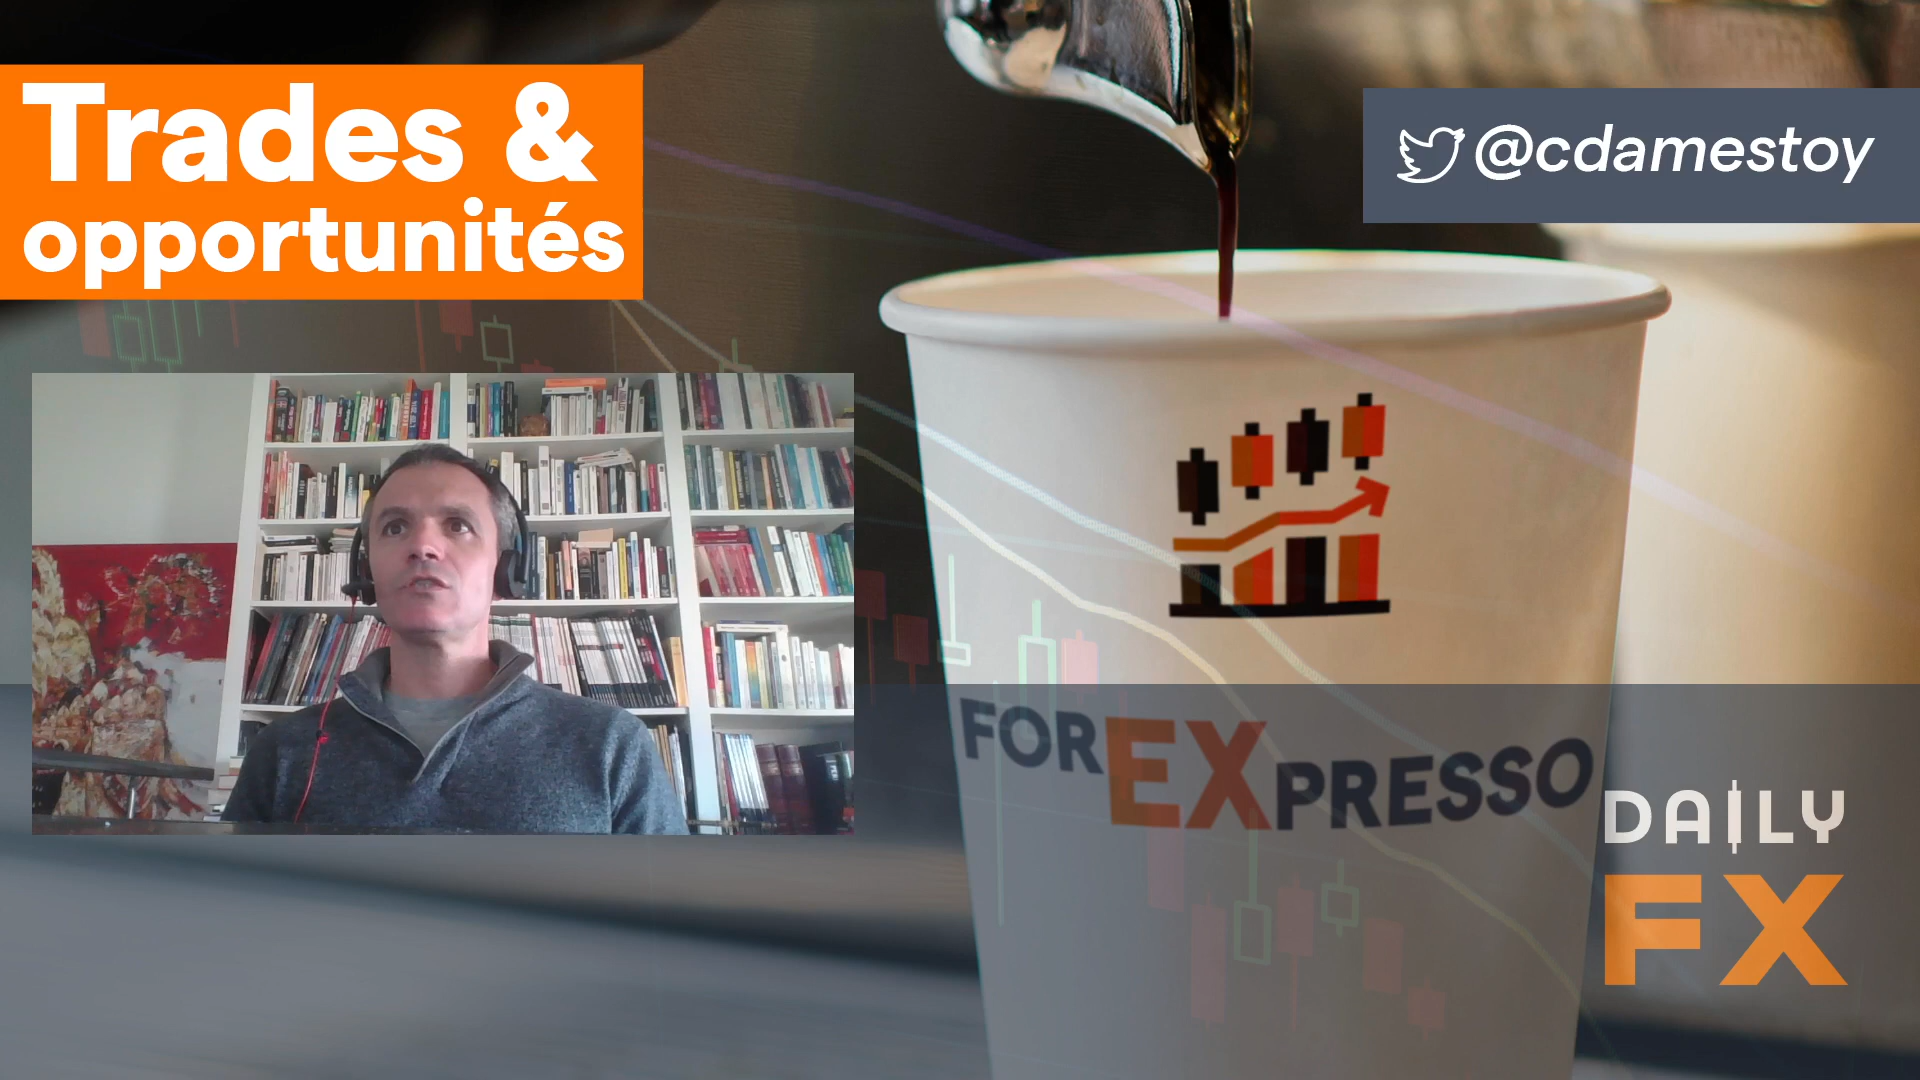 Trades &
opportunités
@cdamestoy
FOREXPRESSO
DAILY
FX